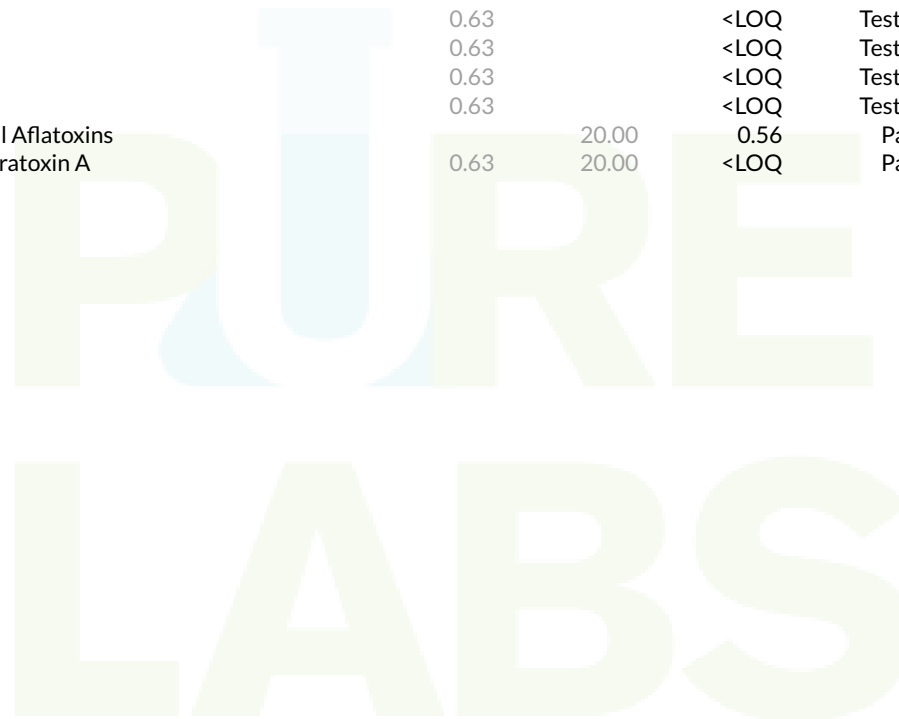 0.63 <LOQ Test
0.63 <LOQ Test
0.63 <LOQ Test
0.63 <LOQ Test
l Aflatoxins 20.00 0.56 Pa
ratoxin A 0.63 20.00 <LOQ Pa
PURE
LABS